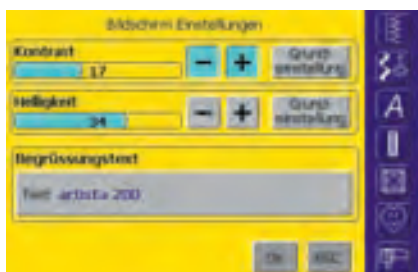 Bildschirm Einstellungen
Kontrast
17
− +
Grund-
einstellung
Helligkeit
34
− +
Grund-
einstellung
Begrüssungstext
Text artista 200
OK ESC
A